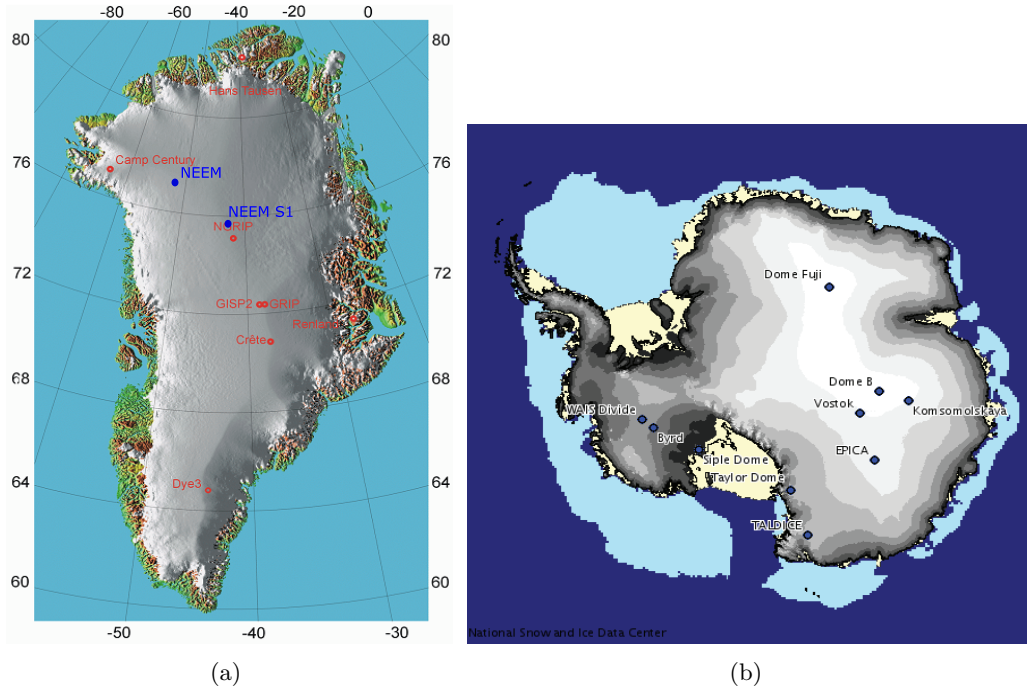 -80 -60 -40 -20 0
80 80
Hans Tausen
76 76
Camp Century
NEEM
NEEM S1
NGRIP
72 72
GISP2 GRIP
Renland
Crête
68 68
64 64
Dye3
60 60
-50 -40 -30
(a)
Dome Fuji
Dome B
Vostok
Komsomolskaya
WAIS Divide
Byrd
EPICA
Siple Dome
Taylor Dome
TALDICE
National Snow and Ice Data Center
(b)